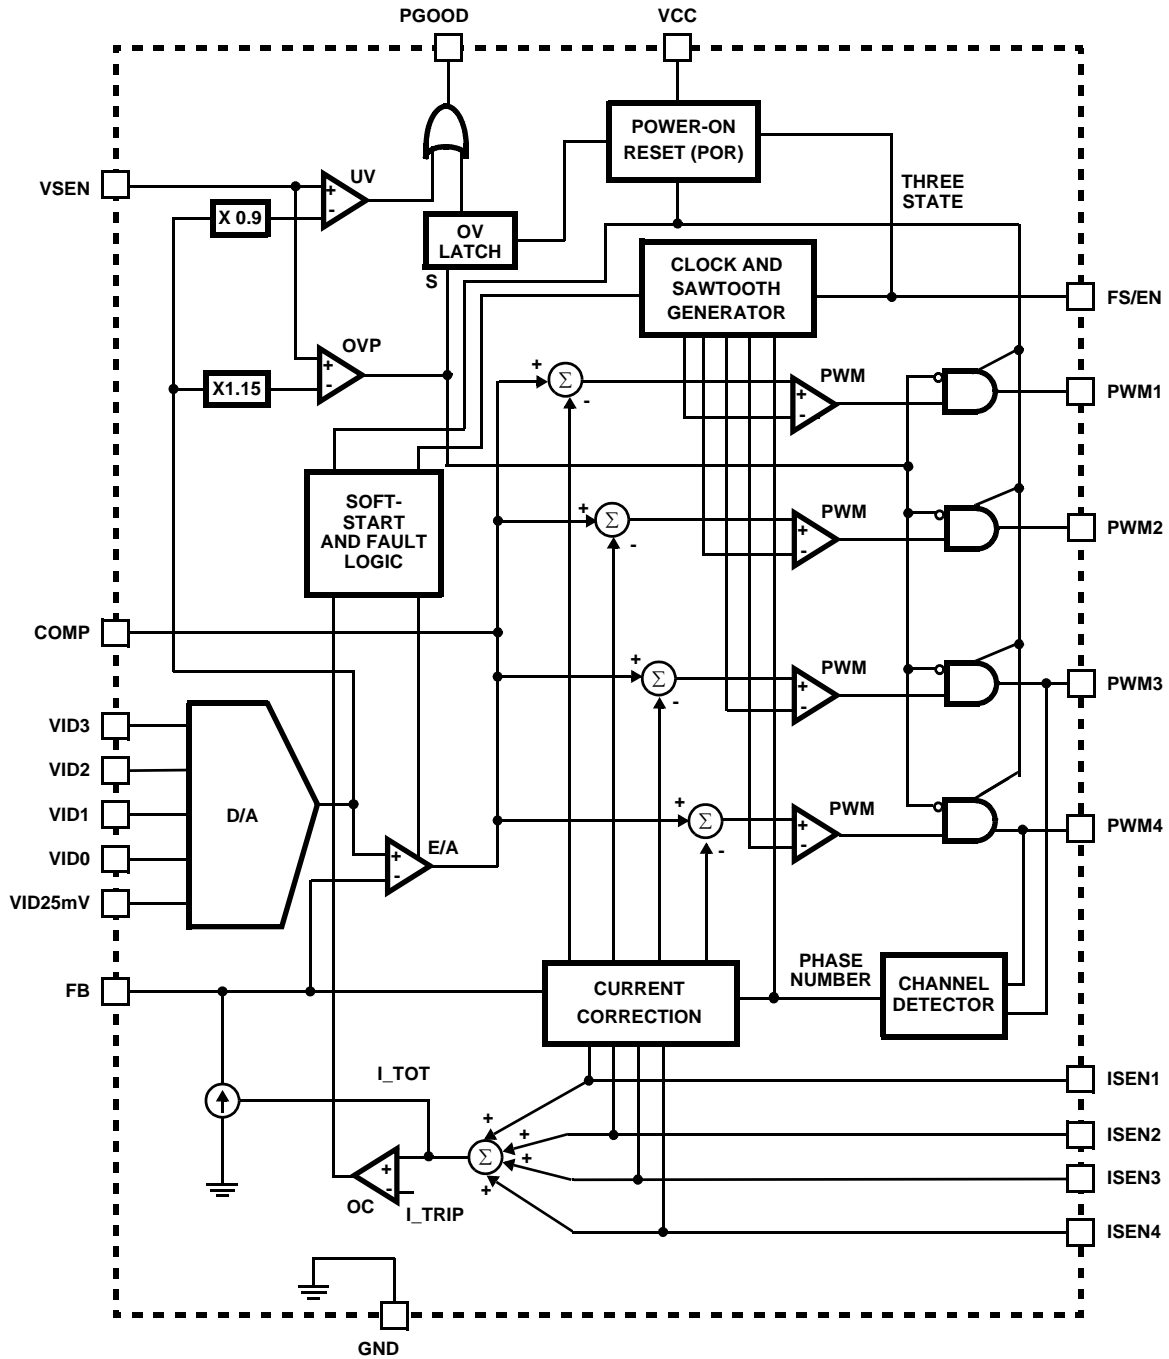 PGOOD
VCC
POWER-ON
RESET (POR)
VSEN
+
-
UV
X 0.9
THREE
STATE
OV
LATCH
S
CLOCK AND
SAWTOOTH
GENERATOR
FS/EN
OVP
+
-
X1.15
+
Σ
-
PWM
+
-
PWM1
SOFT-
START
AND FAULT
LOGIC
+
Σ
-
PWM
+
-
PWM2
COMP
+
Σ
-
PWM
+
-
PWM3
VID3
VID2
VID1
VID0
VID25mV
D/A
+
Σ
-
PWM
+
-
PWM4
E/A
+
-
FB
CURRENT
CORRECTION
PHASE
NUMBER
CHANNEL
DETECTOR
I_TOT
ISEN1
+
+
Σ
+
+
ISEN2
ISEN3
+
-
OC
I_TRIP
ISEN4
GND